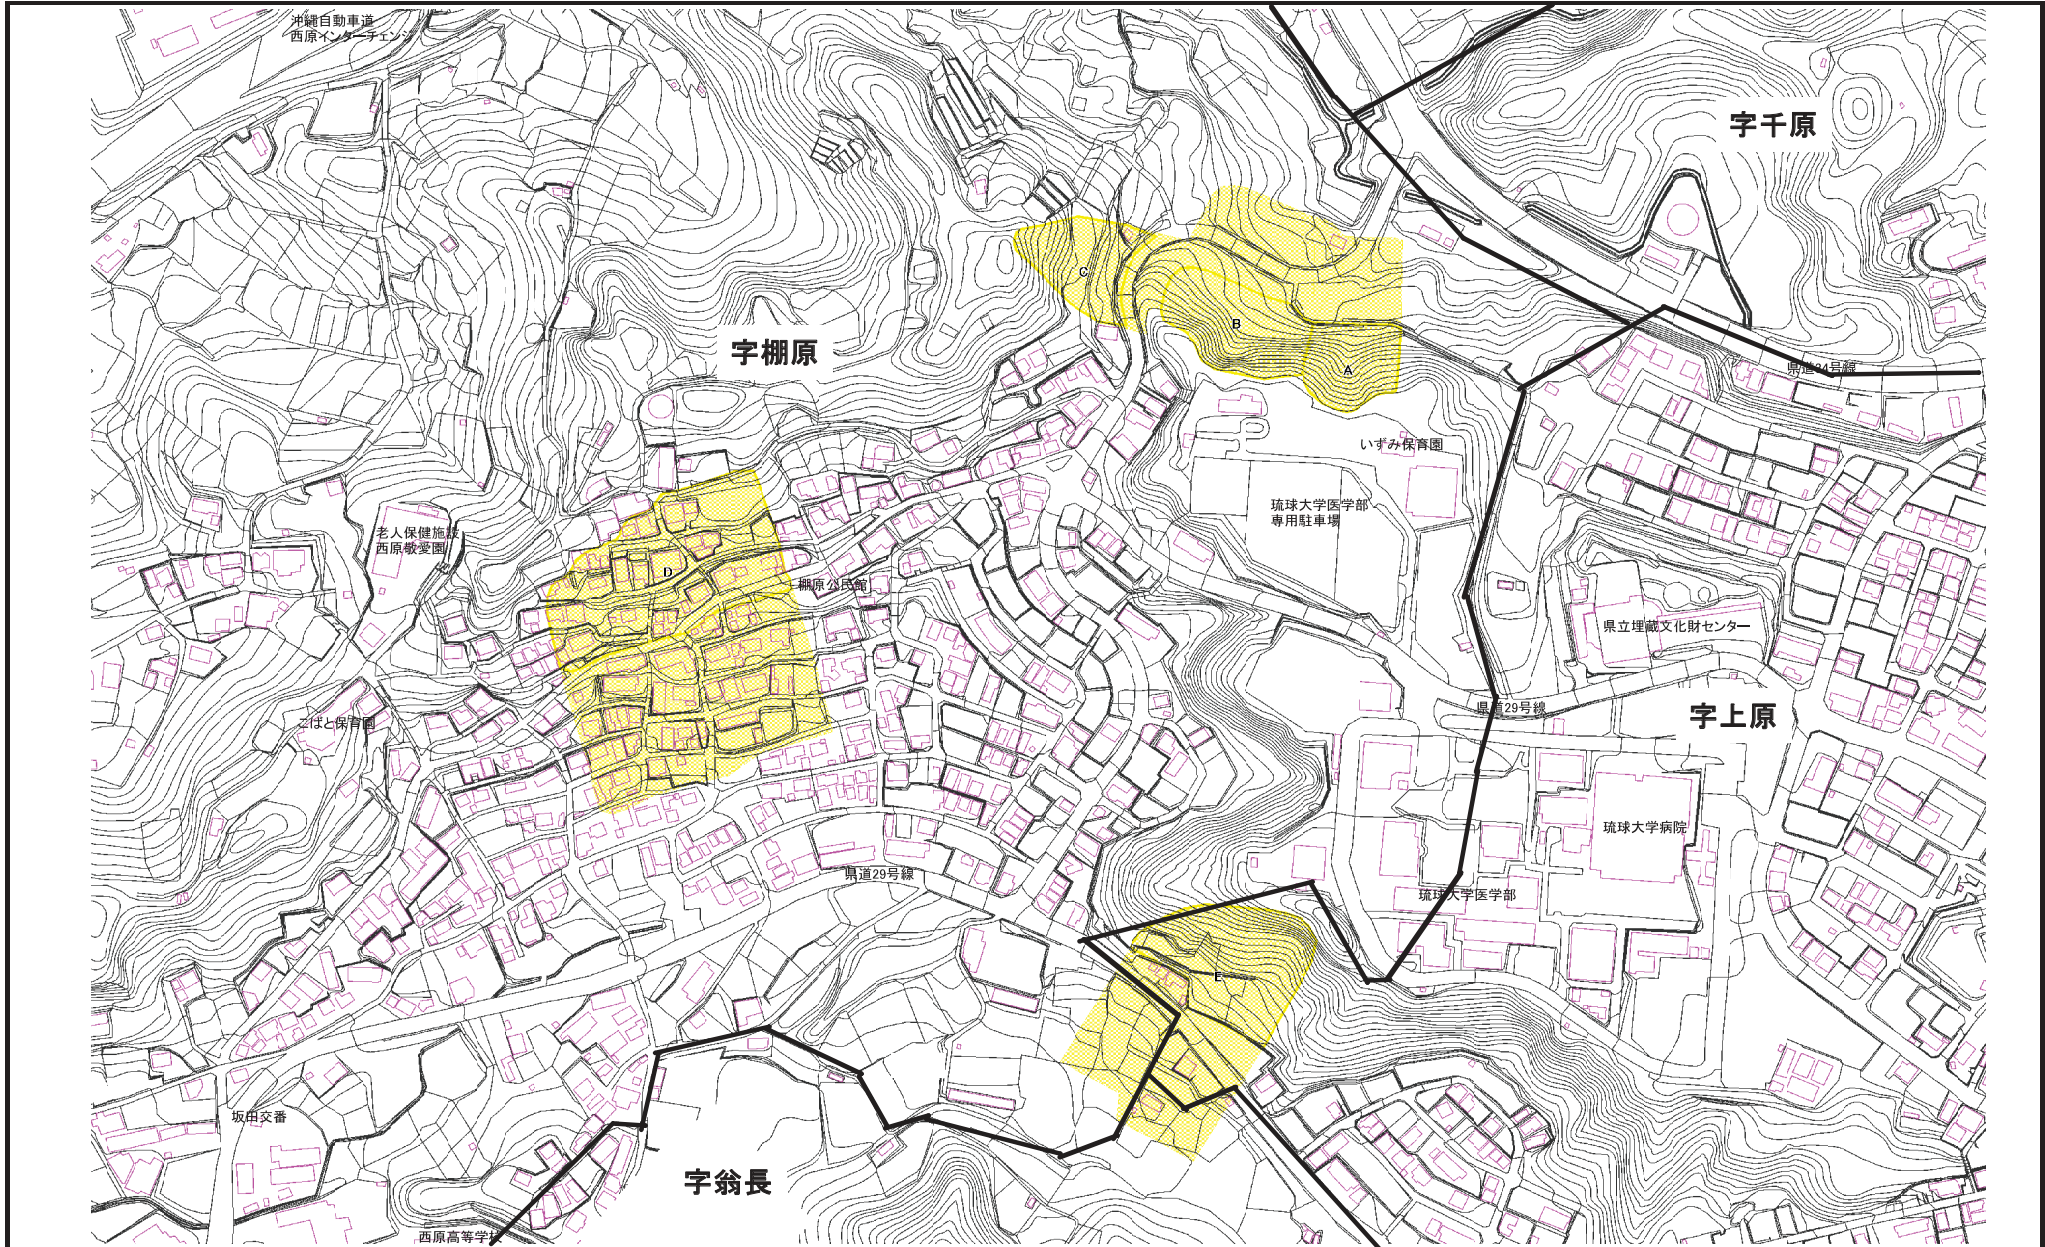 沖縄自動車道
西原インターチェンジ
字千原
C
B
A
字棚原
県道34号線
いずみ保育園
琉球大学医学部
専用駐車場
老人保健施設
西原敬愛園
D
棚原公民館
県立埋蔵文化財センター
県道29号線
字上原
こばと保育園
琉球大学病院
県道29号線
琉球大学医学部
E
坂田交番
字翁長
西原高等学校